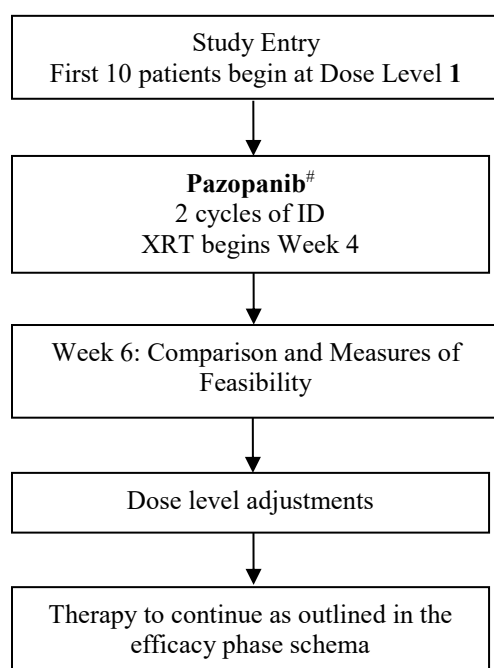 Study Entry
First 10 patients begin at Dose Level 1
Pazopanib#
2 cycles of ID
XRT begins Week 4
Week 6: Comparison and Measures of
Feasibility
Dose level adjustments
Therapy to continue as outlined in the
efficacy phase schema